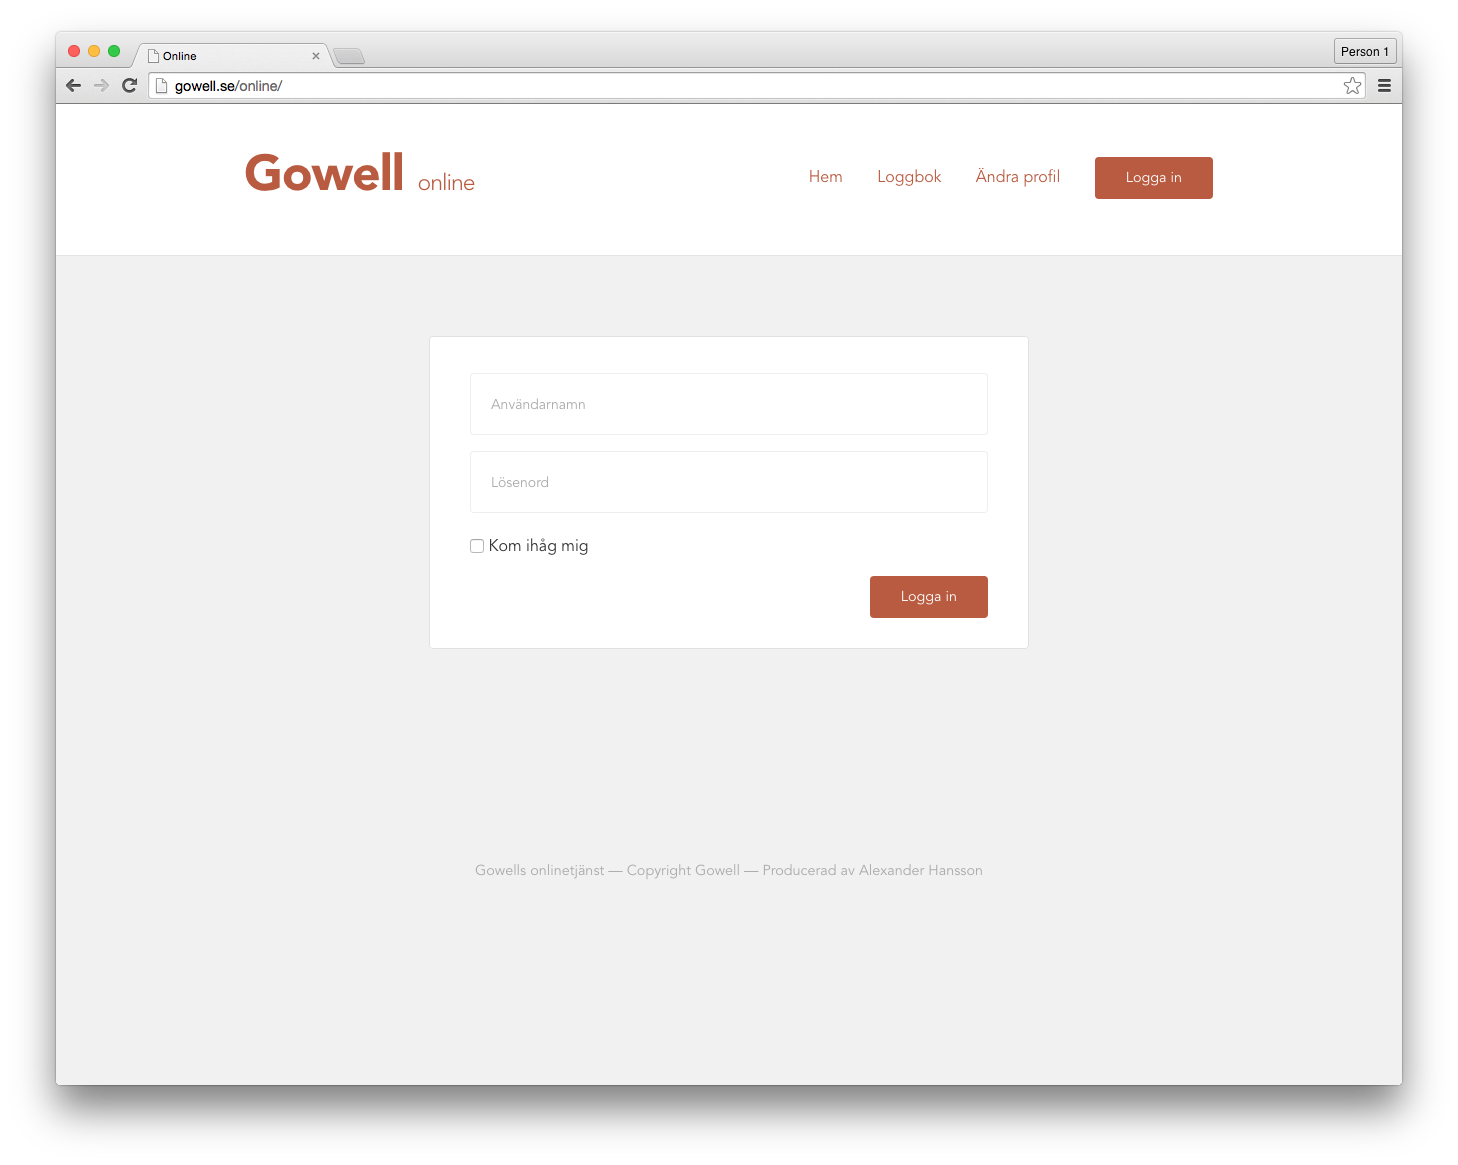 Online
Person 1
gowell.se/online/
Gowell online
Hem Loggbok Ändra profil Logga in
Användarnamn
Lösenord
Kom ihåg mig
Logga in
Gowells onlinetjänst — Copyright Gowell — Producerad av Alexander Hansson